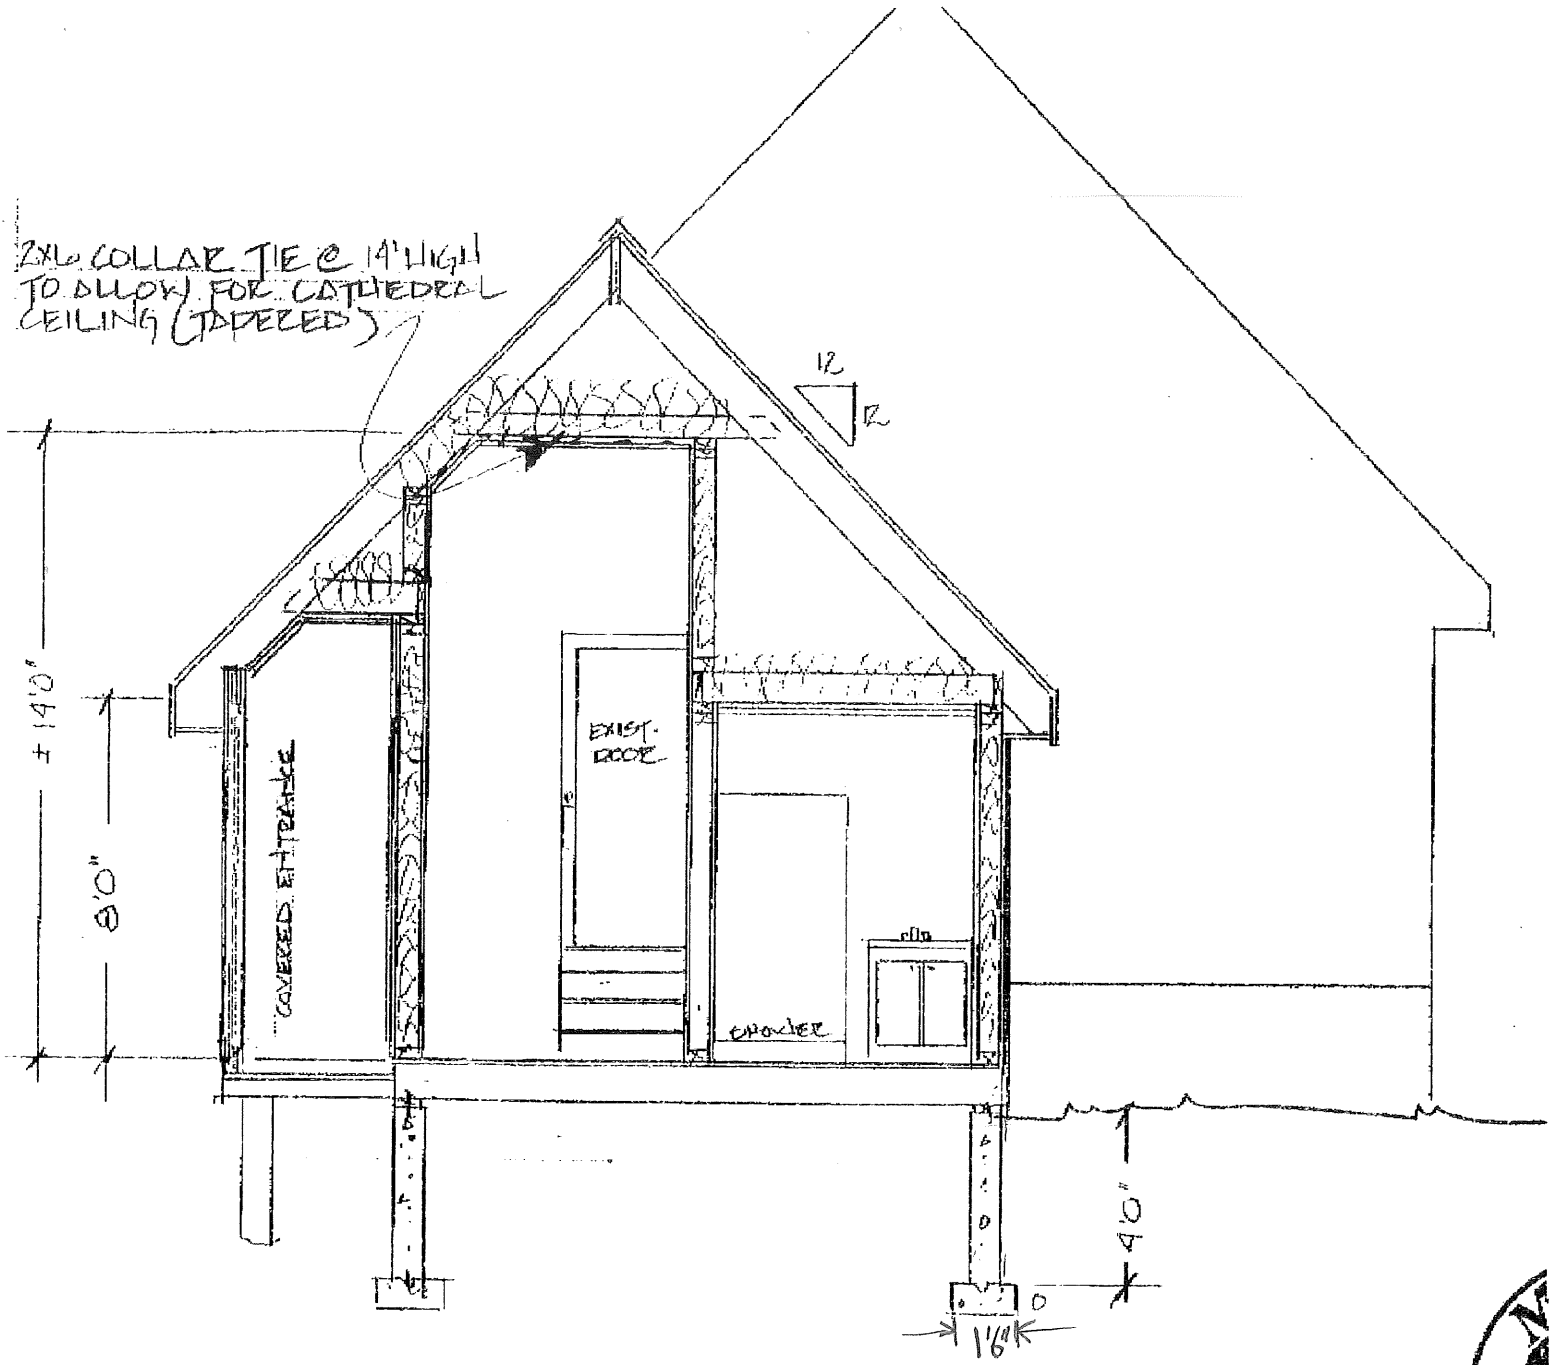 2X6 COLLAR TIE @ 14' HIGH
TO ALLOW FOR CATHEDRAL
CEILING (TAPERED)
12
12
± 14'0"
8'0"
COVERED ENTRANCE
EXIST.
DOOR
SHOWER
4'0"
1'6"